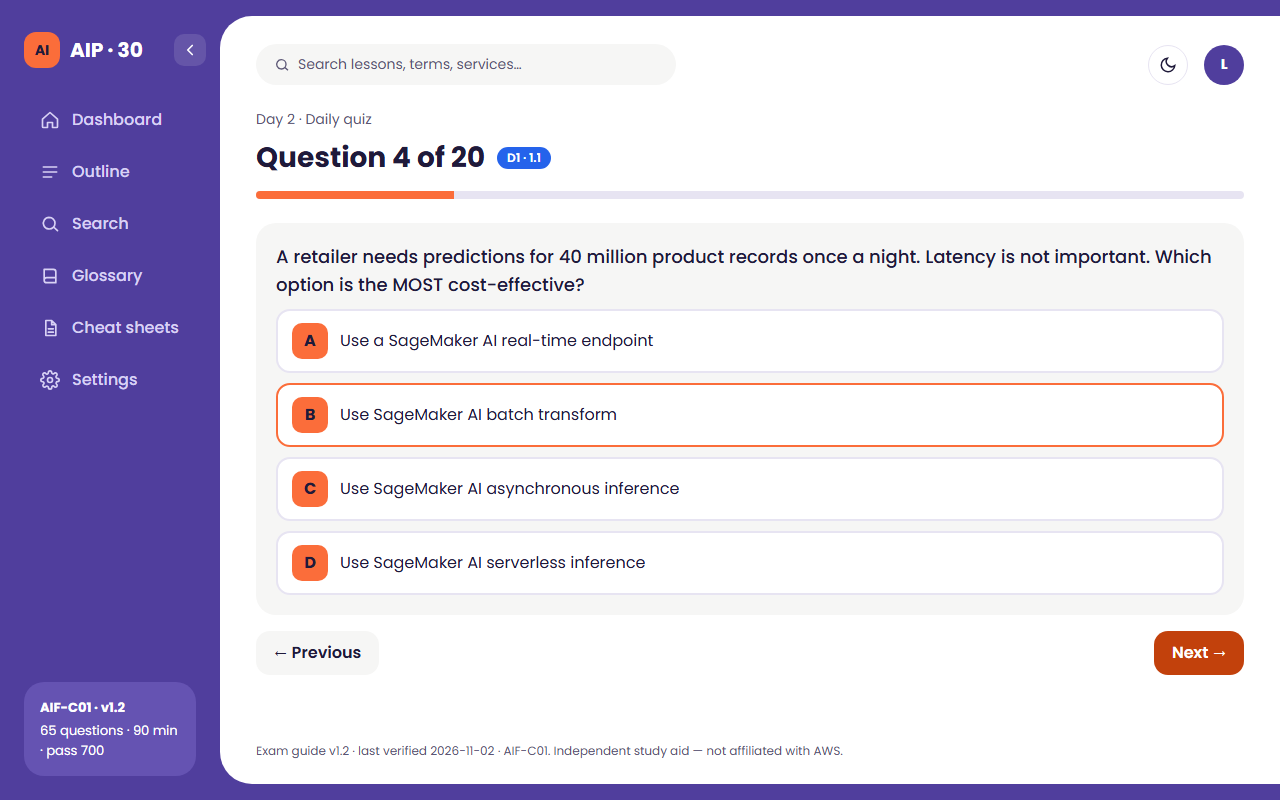 AI
AIP · 30
Dashboard
Outline
Search
Glossary
Cheat sheets
Settings
AIF-C01 · v1.2
65 questions · 90 min
· pass 700
Search lessons, terms, services…
L
Day 2 · Daily quiz
Question 4 of 20
D1 · 1.1
A retailer needs predictions for 40 million product records once a night. Latency is not important. Which
option is the MOST cost-effective?
A Use a SageMaker AI real-time endpoint
B Use SageMaker AI batch transform
C Use SageMaker AI asynchronous inference
D Use SageMaker AI serverless inference
← Previous
Next →
Exam guide v1.2 · last verified 2026-11-02 · AIF-C01. Independent study aid — not affiliated with AWS.